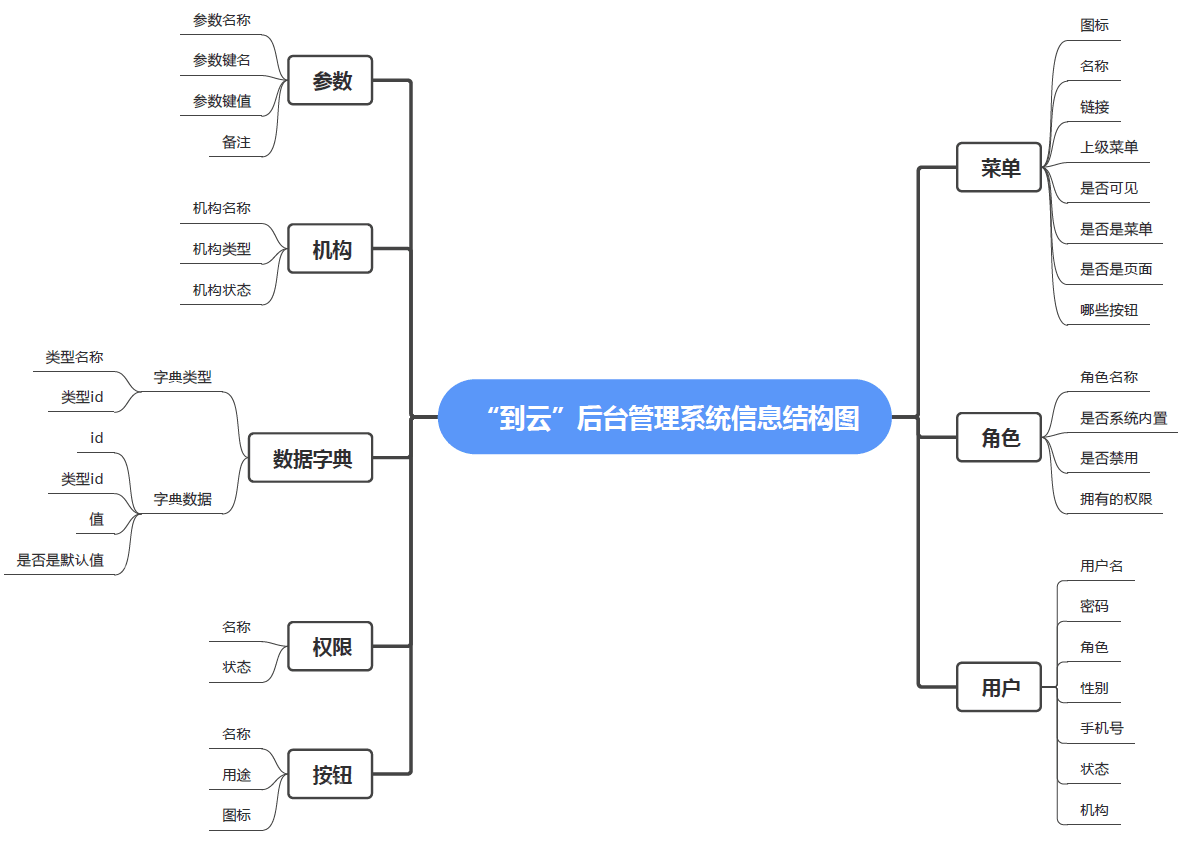 “到云”后台管理系统信息结构图
参数
参数名称
参数键名
参数键值
备注
机构
机构名称
机构类型
机构状态
数据字典
字典类型
类型名称
类型id
字典数据
id
类型id
值
是否是默认值
权限
名称
状态
按钮
名称
用途
图标
菜单
图标
名称
链接
上级菜单
是否可见
是否是菜单
是否是页面
哪些按钮
角色
角色名称
是否系统内置
是否禁用
拥有的权限
用户
用户名
密码
角色
性别
手机号
状态
机构